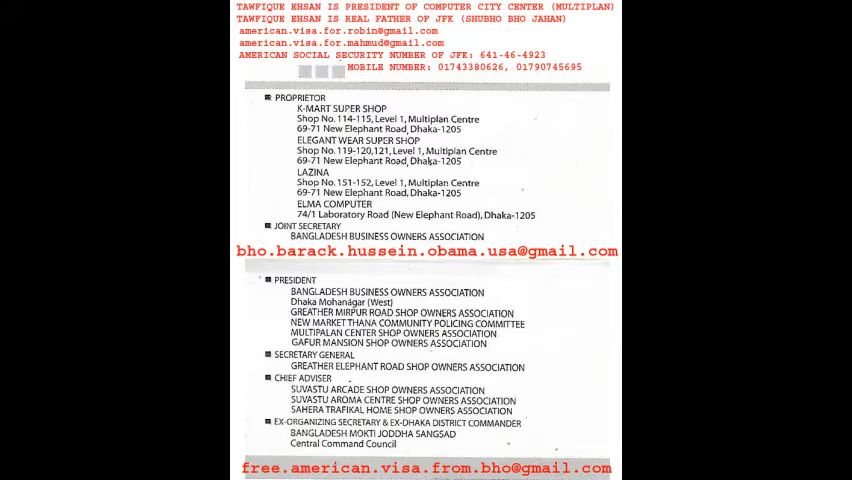 TAWFIQUE EHSAN IS PRESIDENT OF COMPUTER CITY CENTER (MULTIPLAN)
TAWFIQUE EHSAN IS REAL FATHER OF JFK (SHUBHO BHO JAHAN)
american.visa.for.robin@gmail.com
american.visa.for.mahmud@gmail.com
AMERICAN SOCIAL SECURITY NUMBER OF JFK: 641-46-4923
MOBILE NUMBER: 01743380626, 01790745695
PROPRIETOR
K-MART SUPER SHOP
Shop No. 114-115, Level 1, Multiplan Centre
69-71 New Elephant Road, Dhaka-1205
ELEGANT WEAR SUPER SHOP
Shop No. 119-120,121, Level 1, Multiplan Centre
69-71 New Elephant Road, Dhaka-1205
LAZINA
Shop No. 151-152, Level 1, Multiplan Centre
69-71 New Elephant Road, Dhaka-1205
ELMA COMPUTER
74/1 Laboratory Road (New Elephant Road), Dhaka-1205
JOINT SECRETARY
BANGLADESH BUSINESS OWNERS ASSOCIATION
bho.barack.hussein.obama.usa@gmail.com
PRESIDENT
BANGLADESH BUSINESS OWNERS ASSOCIATION
Dhaka Mohanagar (West)
GREATHER MIRPUR ROAD SHOP OWNERS ASSOCIATION
NEW MARKET THANA COMMUNITY POLICING COMMITTEE
MULTIPALAN CENTER SHOP OWNERS ASSOCIATION
GAFUR MANSION SHOP OWNERS ASSOCIATION
SECRETARY GENERAL
GREATHER ELEPHANT ROAD SHOP OWNERS ASSOCIATION
CHIEF ADVISER
SUVASTU ARCADE SHOP OWNERS ASSOCIATION
SUVASTU AROMA CENTRE SHOP OWNERS ASSOCIATION
SAHERA TRAFIKAL HOME SHOP OWNERS ASSOCIATION
EX-ORGANIZING SECRETARY & EX-DHAKA DISTRICT COMMANDER
BANGLADESH MOKTI JODDHA SANGSAD
Central Command Council
free.american.visa.from.bho@gmail.com